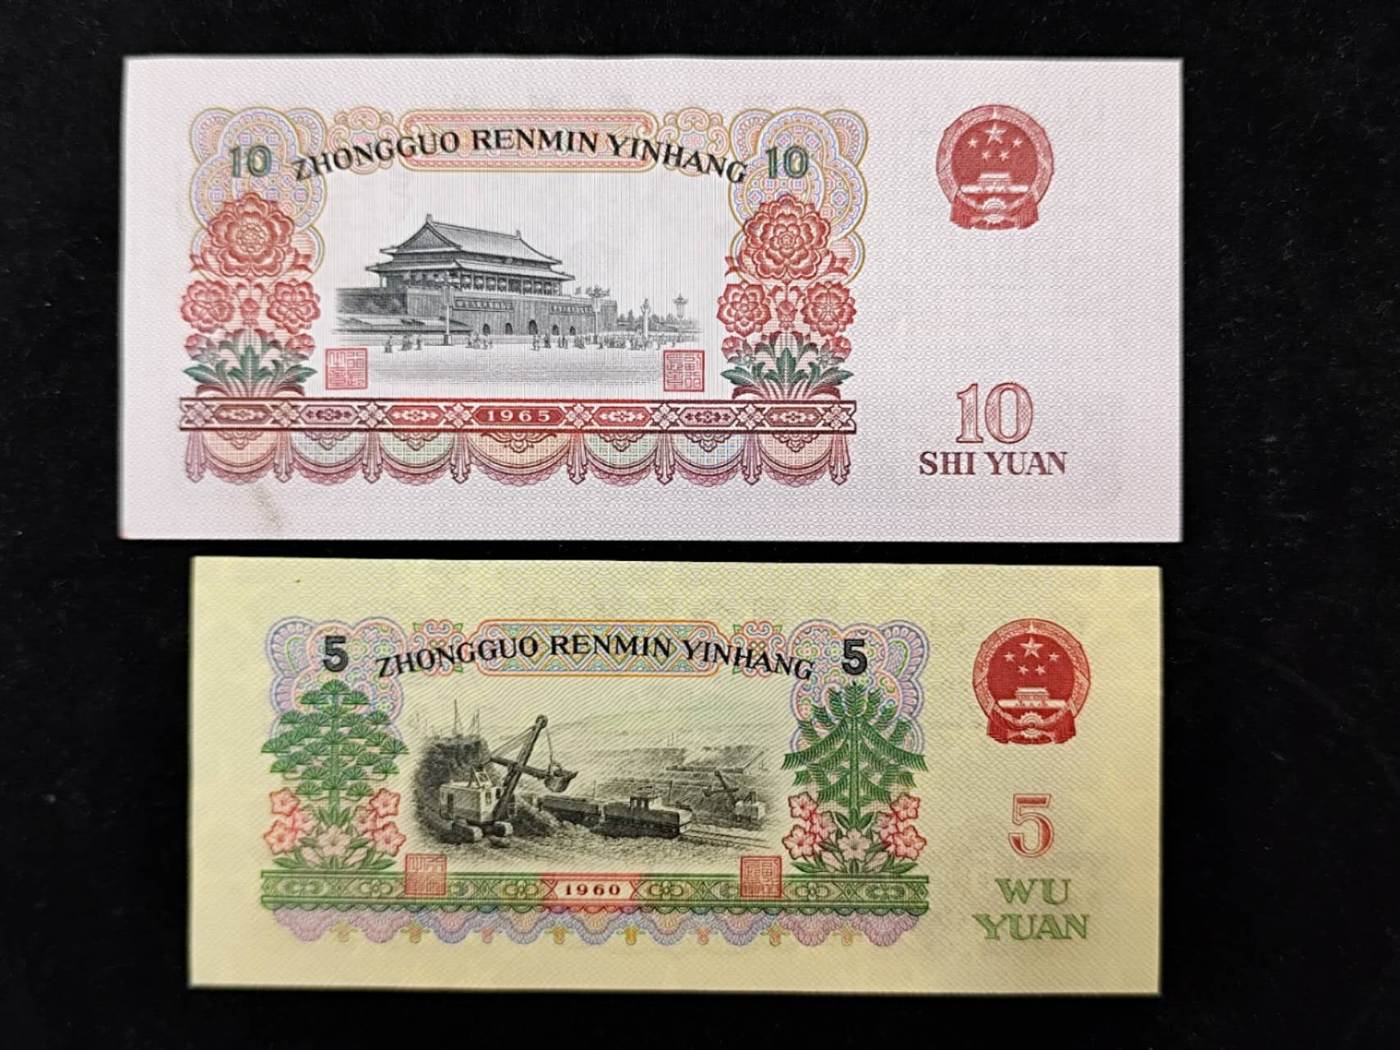 10 ZHONGGUO RENMIN YINHANG 10
1965
10
SHI YUAN
5 ZHONGGUO RENMIN YINHANG 5
1960
5
WU
YUAN